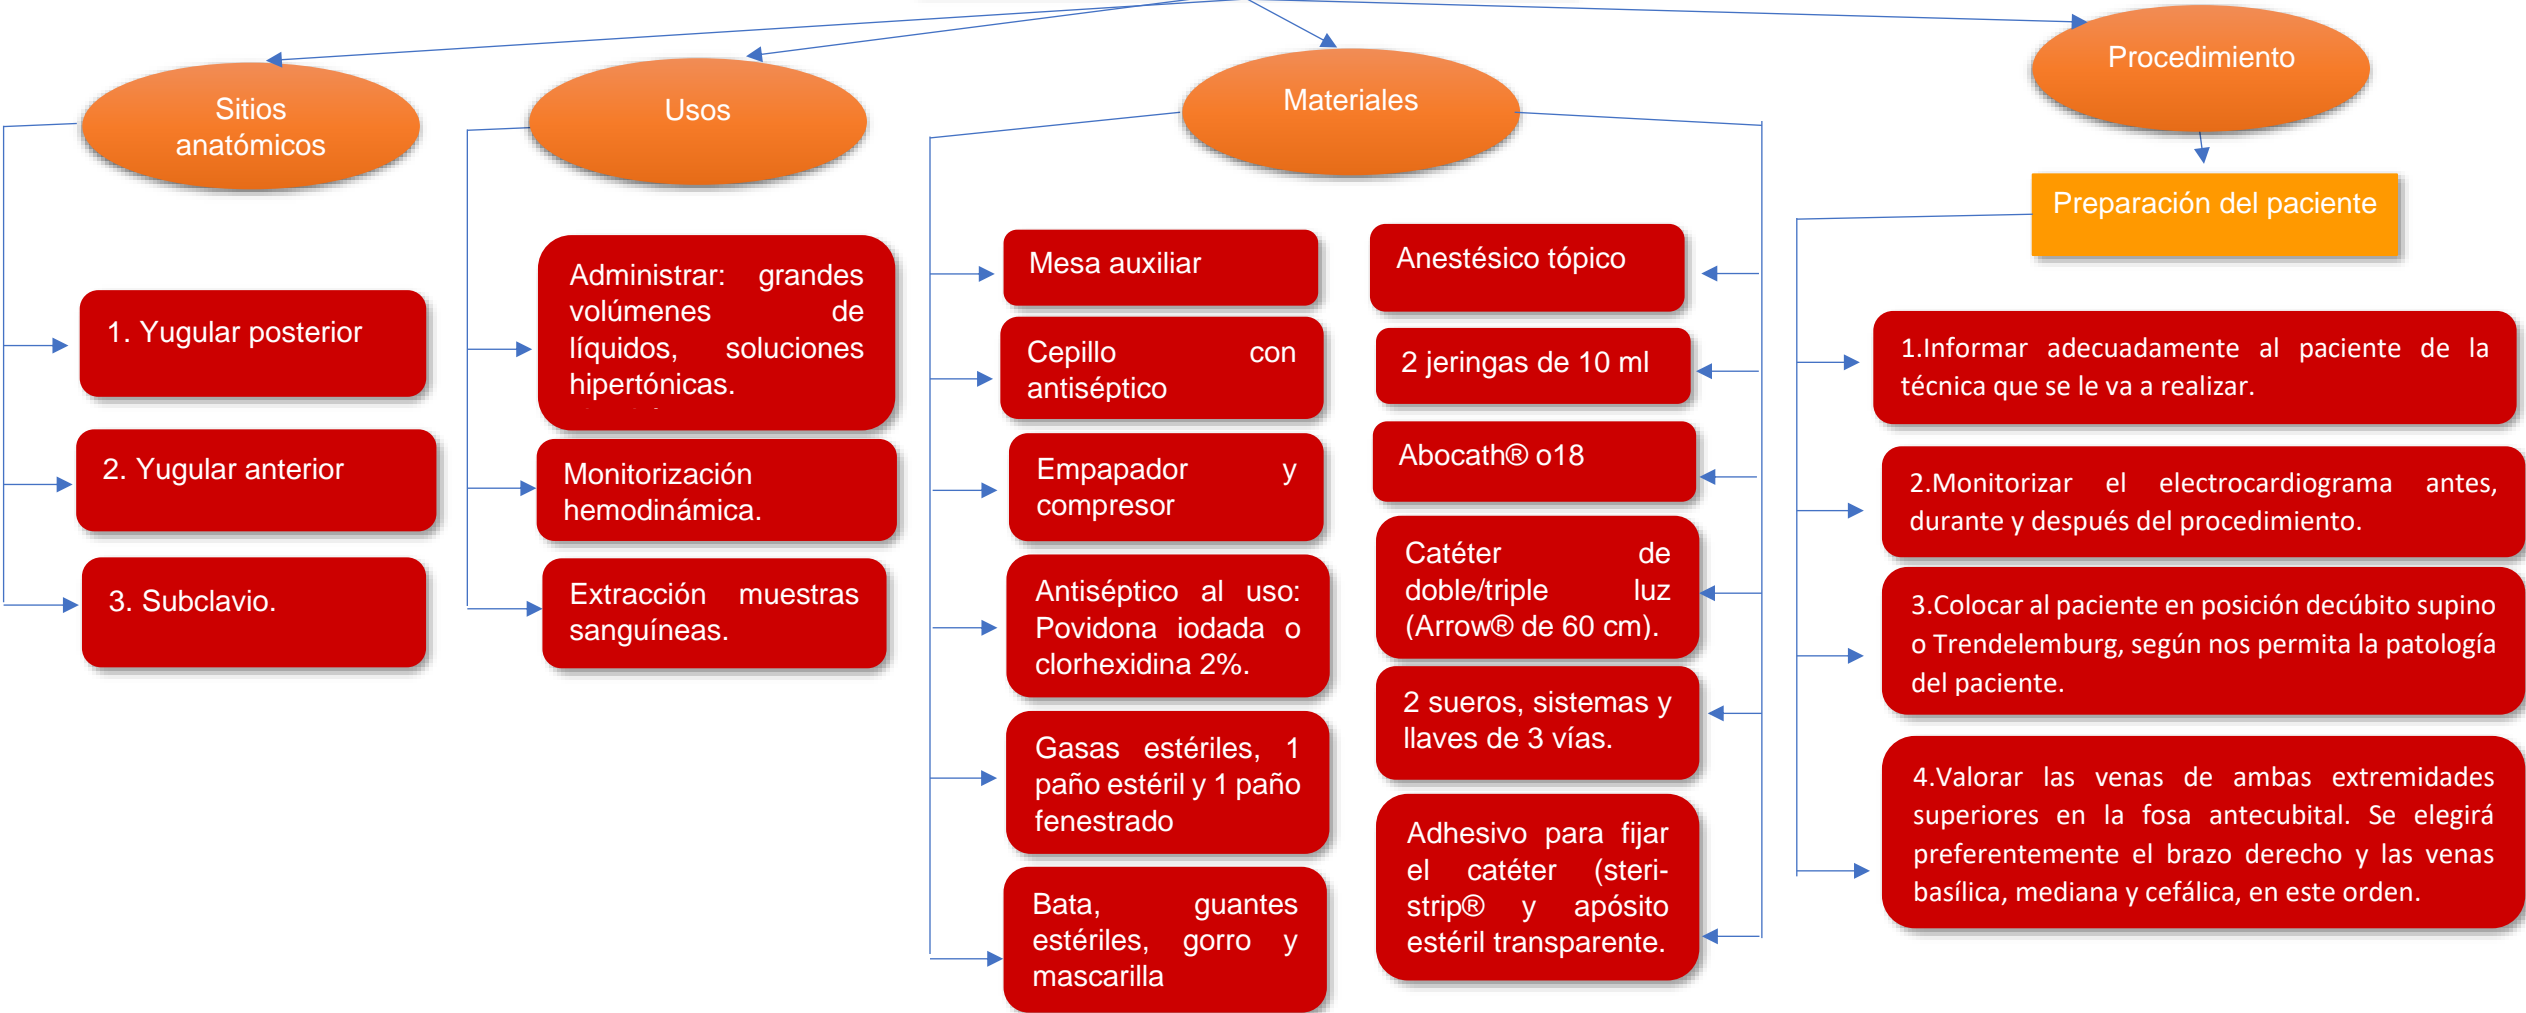 Sitios
anatómicos
1. Yugular posterior
2. Yugular anterior
3. Subclavio.
Usos
Administrar: grandes
volúmenes de
líquidos, soluciones
hipertónicas.
Monitorización
hemodinámica.
Extracción muestras
sanguíneas.
Materiales
Mesa auxiliar
Cepillo con
antiséptico
Empapador y
compresor
Antiséptico al uso:
Povidona iodada o
clorhexidina 2%.
Gasas estériles, 1
paño estéril y 1 paño
fenestrado
Bata, guantes
estériles, gorro y
mascarilla
Anestésico tópico
2 jeringas de 10 ml
Abocath® o18
Catéter de
doble/triple luz
(Arrow® de 60 cm).
2 sueros, sistemas y
llaves de 3 vías.
Adhesivo para fijar
el catéter (steri-
strip® y apósito
estéril transparente.
Procedimiento
Preparación del paciente
1.Informar adecuadamente al paciente de la
técnica que se le va a realizar.
2.Monitorizar el electrocardiograma antes,
durante y después del procedimiento.
3.Colocar al paciente en posición decúbito supino
o Trendelemburg, según nos permita la patología
del paciente.
4.Valorar las venas de ambas extremidades
superiores en la fosa antecubital. Se elegirá
preferentemente el brazo derecho y las venas
basílica, mediana y cefálica, en este orden.